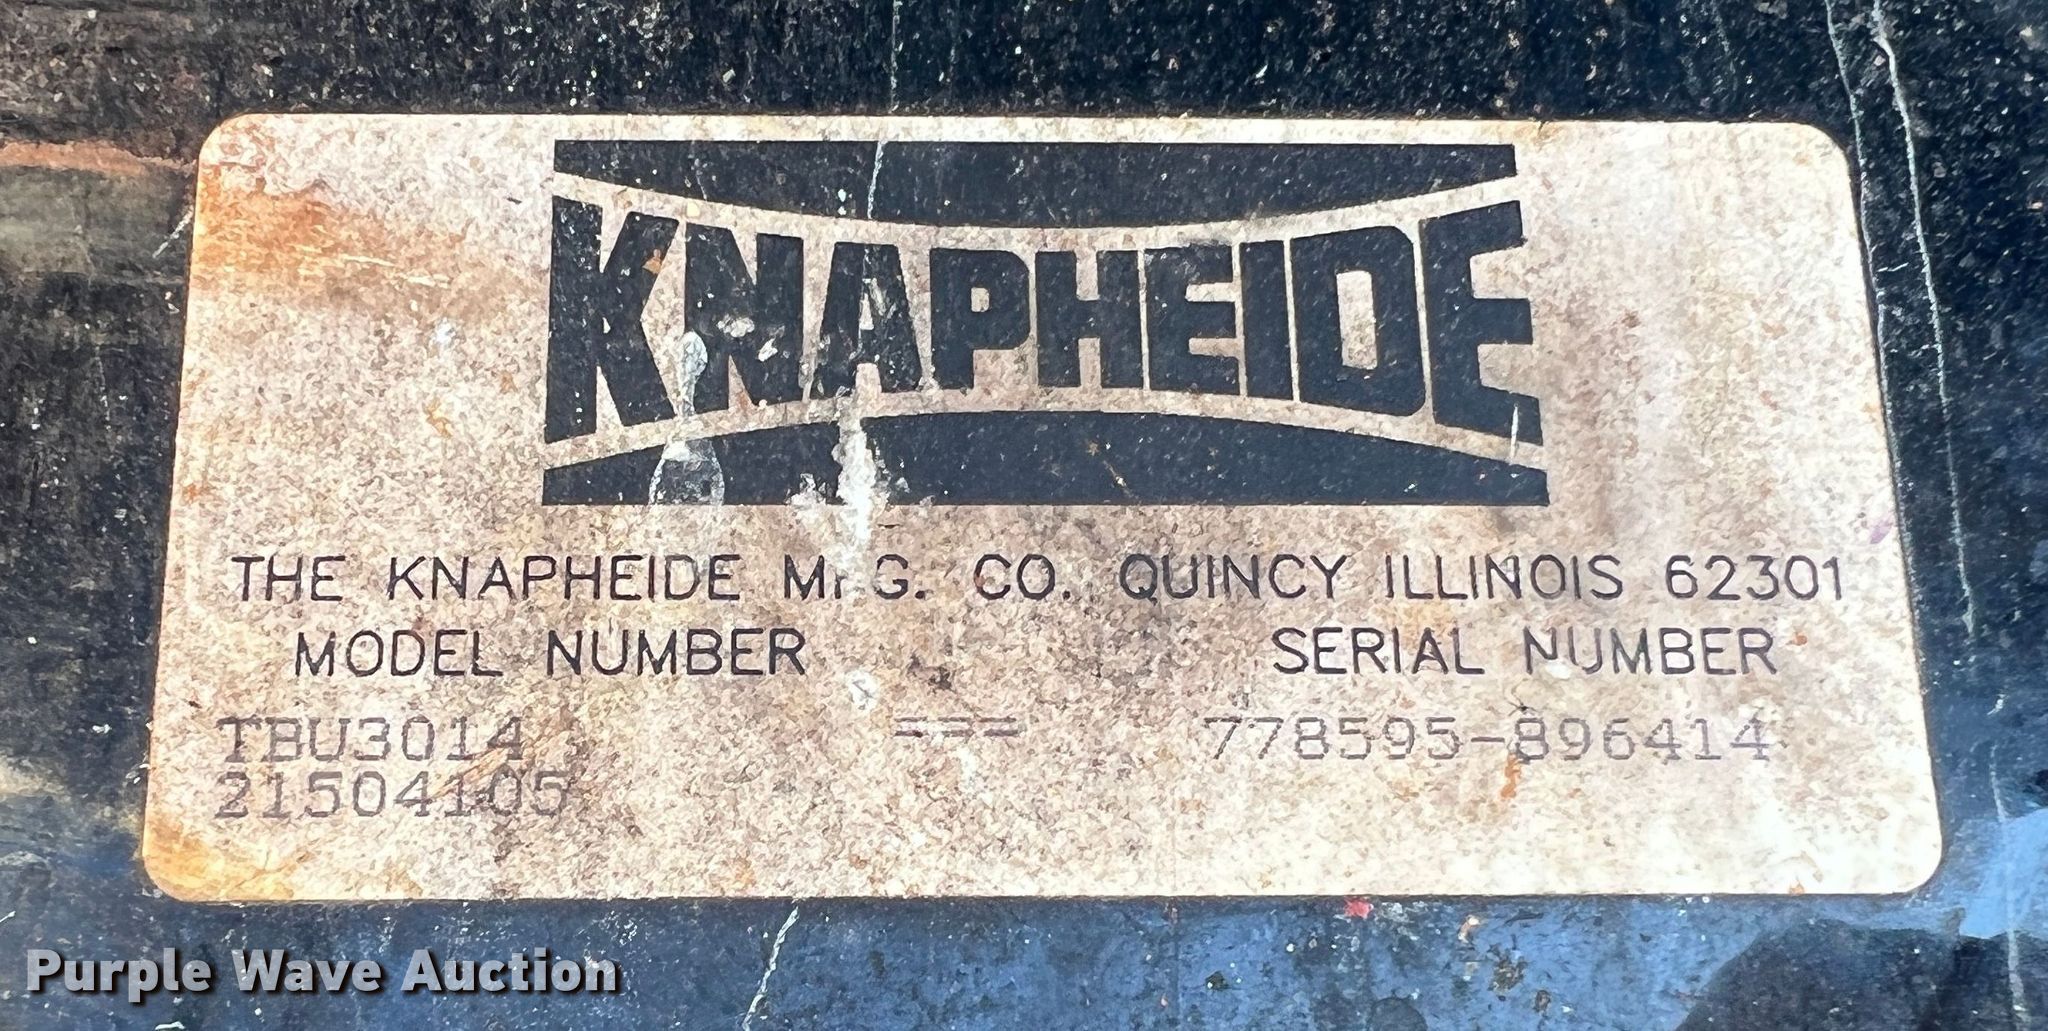 KNAPHEIDE
THE KNAPHEIDE MFG. CO. QUINCY ILLINOIS 62301
MODEL NUMBER SERIAL NUMBER
TBU3014 === 778595-896414
21504105
Purple Wave Auction